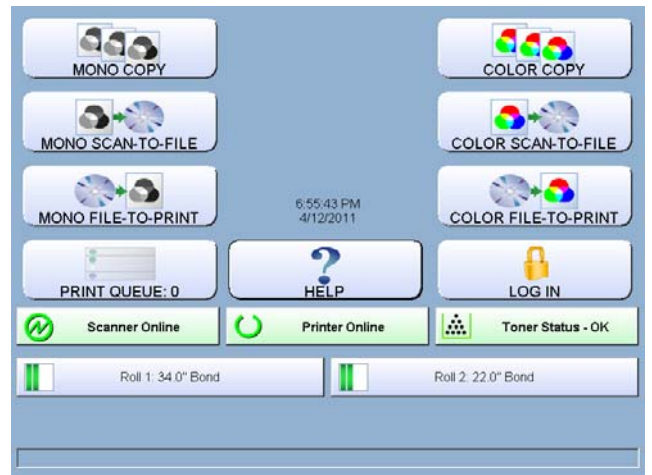 MONO COPY
COLOR COPY
MONO SCAN-TO-FILE
COLOR SCAN-TO-FILE
MONO FILE-TO-PRINT
6:55:43 PM
4/12/2011
COLOR FILE-TO-PRINT
PRINT QUEUE: 0
HELP
LOG IN
Scanner Online
Printer Online
Toner Status - OK
Roll 1: 34.0" Bond
Roll 2: 22.0" Bond